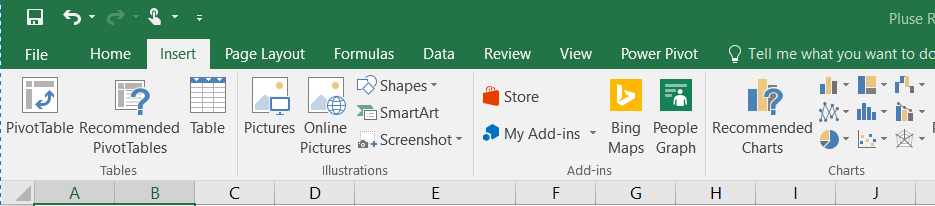 Pluse R
File Home Insert Page Layout Formulas Data Review View Power Pivot Tell me what you want to do
PivotTable
Recommended
PivotTables
Table
Tables
Pictures
Online
Pictures
Shapes
SmartArt
Screenshot
Illustrations
Store
My Add-ins
Bing
Maps
People
Graph
Add-ins
Recommended
Charts
Charts
A B C D E F G H I J